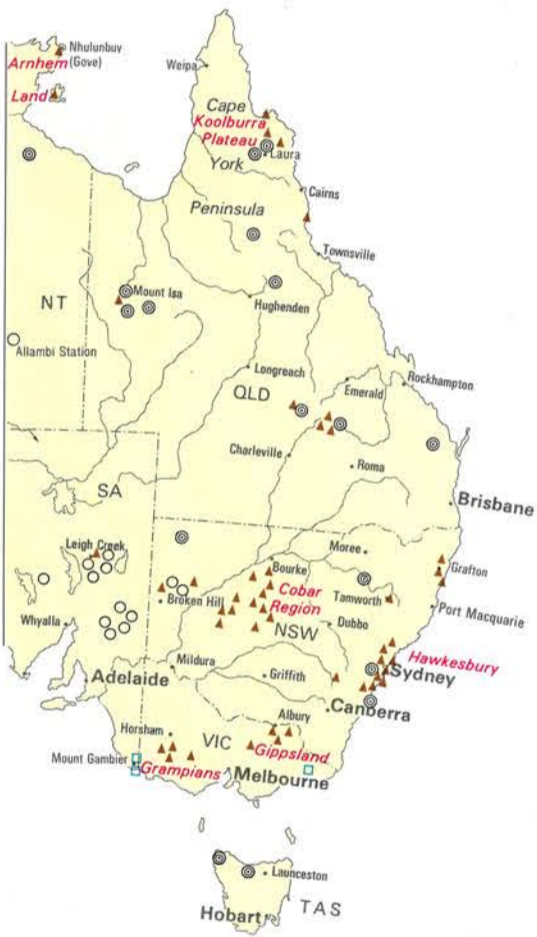 Nhulunbuy
(Gove)
Arnhem
Land
Weipa
Cape
Koolburra
Plateau
Laura
York
Cairns
Peninsula
Townsville
NT
Mount Isa
Hughenden
Allambi Station
Longreach
Rockhampton
Emerald
QLD
Charleville
Roma
SA
Brisbane
Moree
Leigh Creek
Bourke
Grafton
Cobar
Region
Tamworth
Broken Hill
Port Macquarie
Whyalla
Dubbo
NSW
Hawkesbury
Mildura
Griffith
Sydney
Adelaide
Canberra
Albury
Horsham
VIC
Gippsland
Mount Gambier
Grampians
Melbourne
Launceston
Hobart
TAS